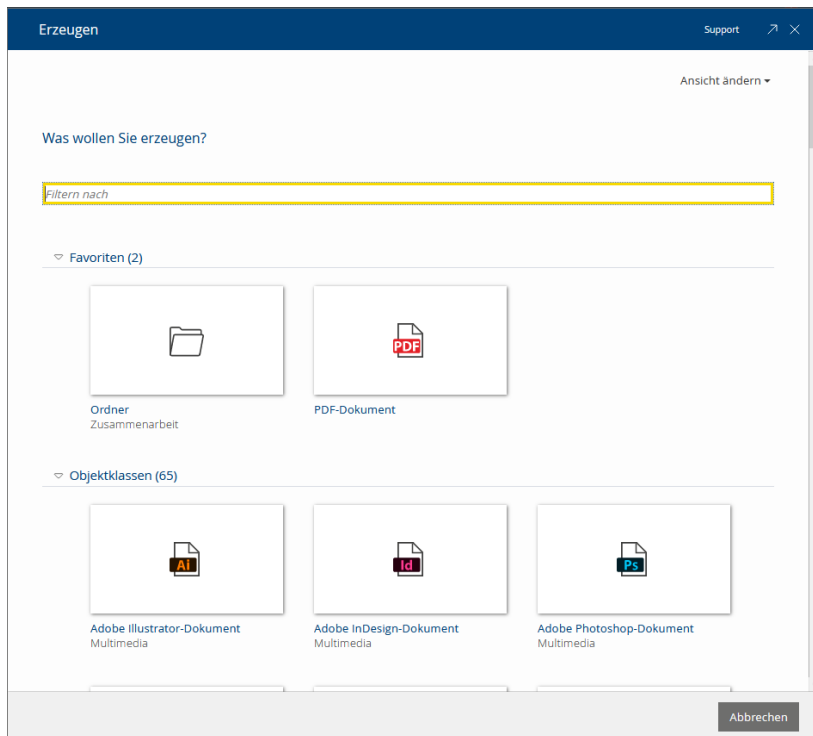 Erzeugen
Support
Ansicht ändern
Was wollen Sie erzeugen?
Filtern nach
Favoriten (2)
PDF
Ordner
Zusammenarbeit
PDF-Dokument
Objektklassen (65)
Ai
Id
Ps
Adobe Illustrator-Dokument
Multimedia
Adobe InDesign-Dokument
Multimedia
Adobe Photoshop-Dokument
Multimedia
Abbrechen